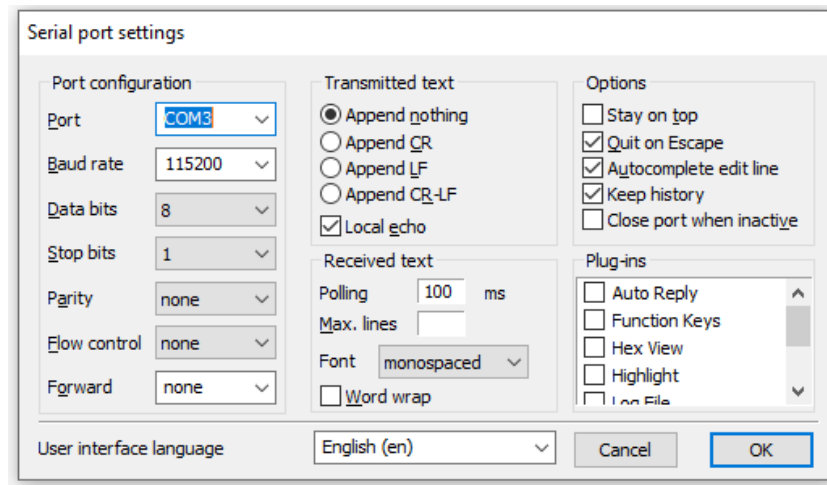 Serial port settings
Port configuration
Port COM3
Baud rate 115200
Data bits 8
Stop bits 1
Parity none
Flow control none
Forward none
Transmitted text
Append nothing
Append CR
Append LF
Append CR-LF
Local echo
Received text
Polling 100 ms
Max. lines
Font monospaced
Word wrap
Options
Stay on top
Quit on Escape
Autocomplete edit line
Keep history
Close port when inactive
Plug-ins
Auto Reply
Function Keys
Hex View
Highlight
Log File
User interface language English (en)
Cancel OK